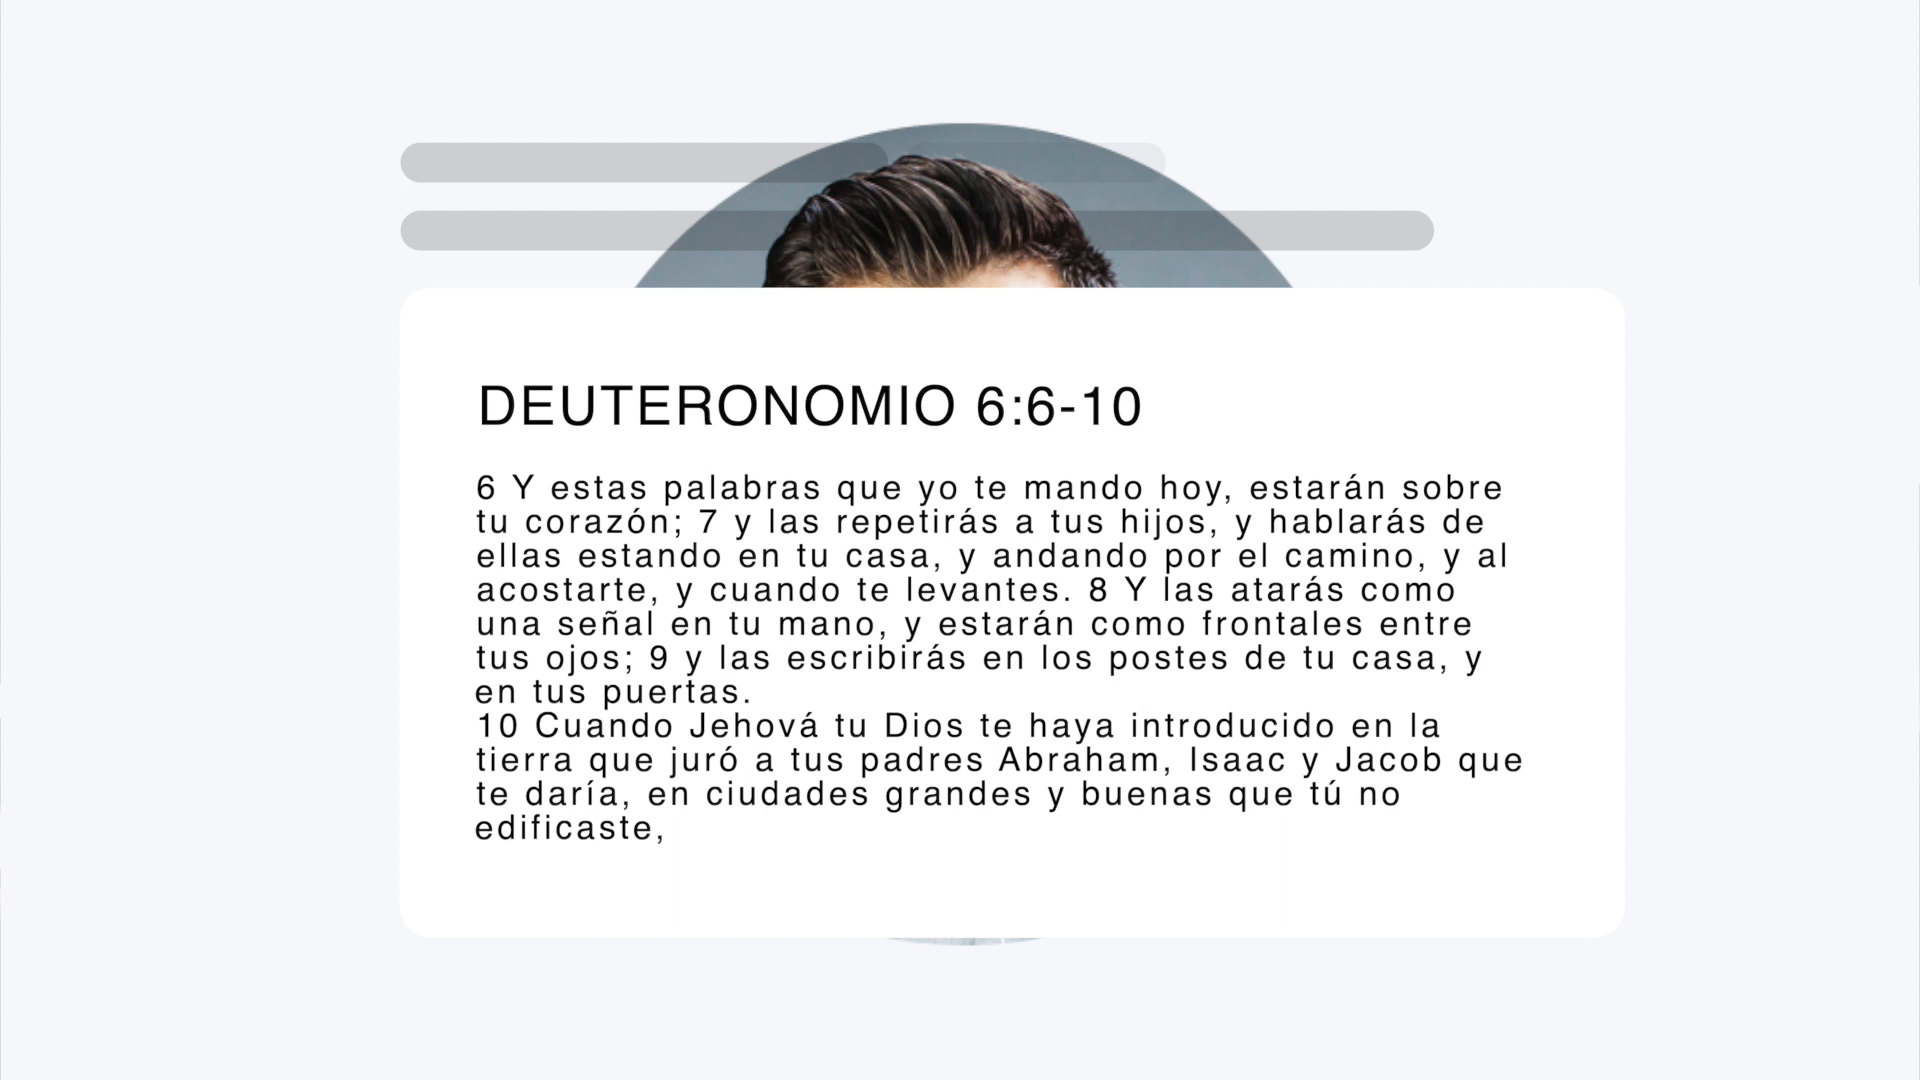 DEUTERONOMIO 6:6-10
6 Y estas palabras que yo te mando hoy, estarán sobre
tu corazón; 7 y las repetirás a tus hijos, y hablarás de
ellas estando en tu casa, y andando por el camino, y al
acostarte, y cuando te levantes. 8 Y las atarás como
una señal en tu mano, y estarán como frontales entre
tus ojos; 9 y las escribirás en los postes de tu casa, y
en tus puertas.
10 Cuando Jehová tu Dios te haya introducido en la
tierra que juró a tus padres Abraham, Isaac y Jacob que
te daría, en ciudades grandes y buenas que tú no
edificaste,